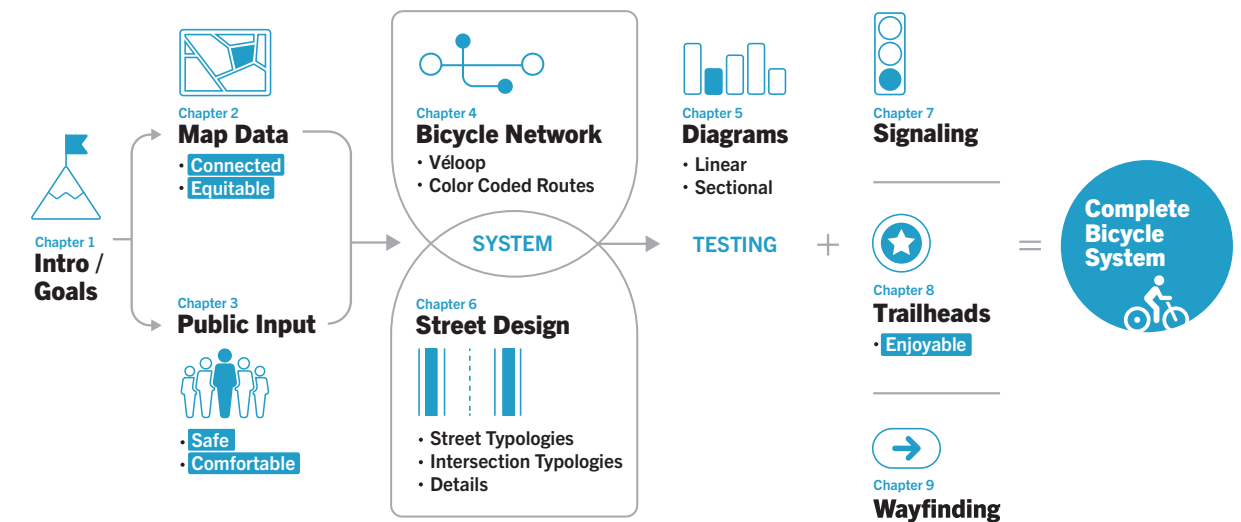 Chapter 1
Intro /
Goals
Chapter 2
Map Data
• Connected
• Equitable
Chapter 3
Public Input
• Safe
• Comfortable
Chapter 4
Bicycle Network
• Véloop
• Color Coded Routes
SYSTEM
Chapter 6
Street Design
• Street Typologies
• Intersection Typologies
• Details
Chapter 5
Diagrams
• Linear
• Sectional
TESTING
+
Chapter 7
Signaling
Chapter 8
Trailheads
• Enjoyable
Chapter 9
Wayfinding
=
Complete
Bicycle
System